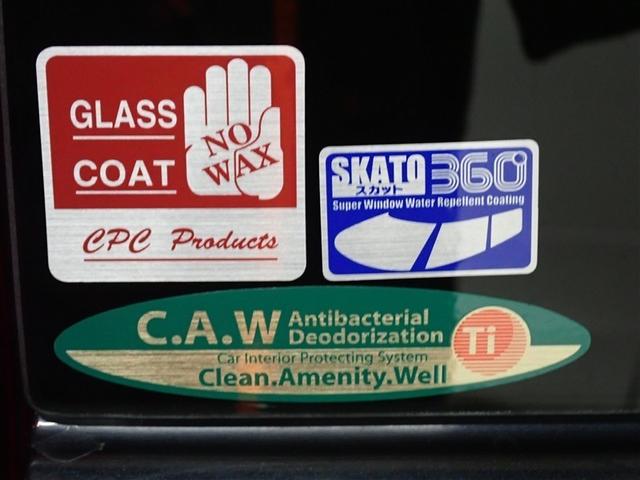 GLASS
COAT
NO
WAX
CPC Products
SKATO 360°
スカット
Super Window Water Repellent Coating
C.A.W Antibacterial
Deodorization
Ti
Car Interior Protecting System
Clean.Amenity.Well